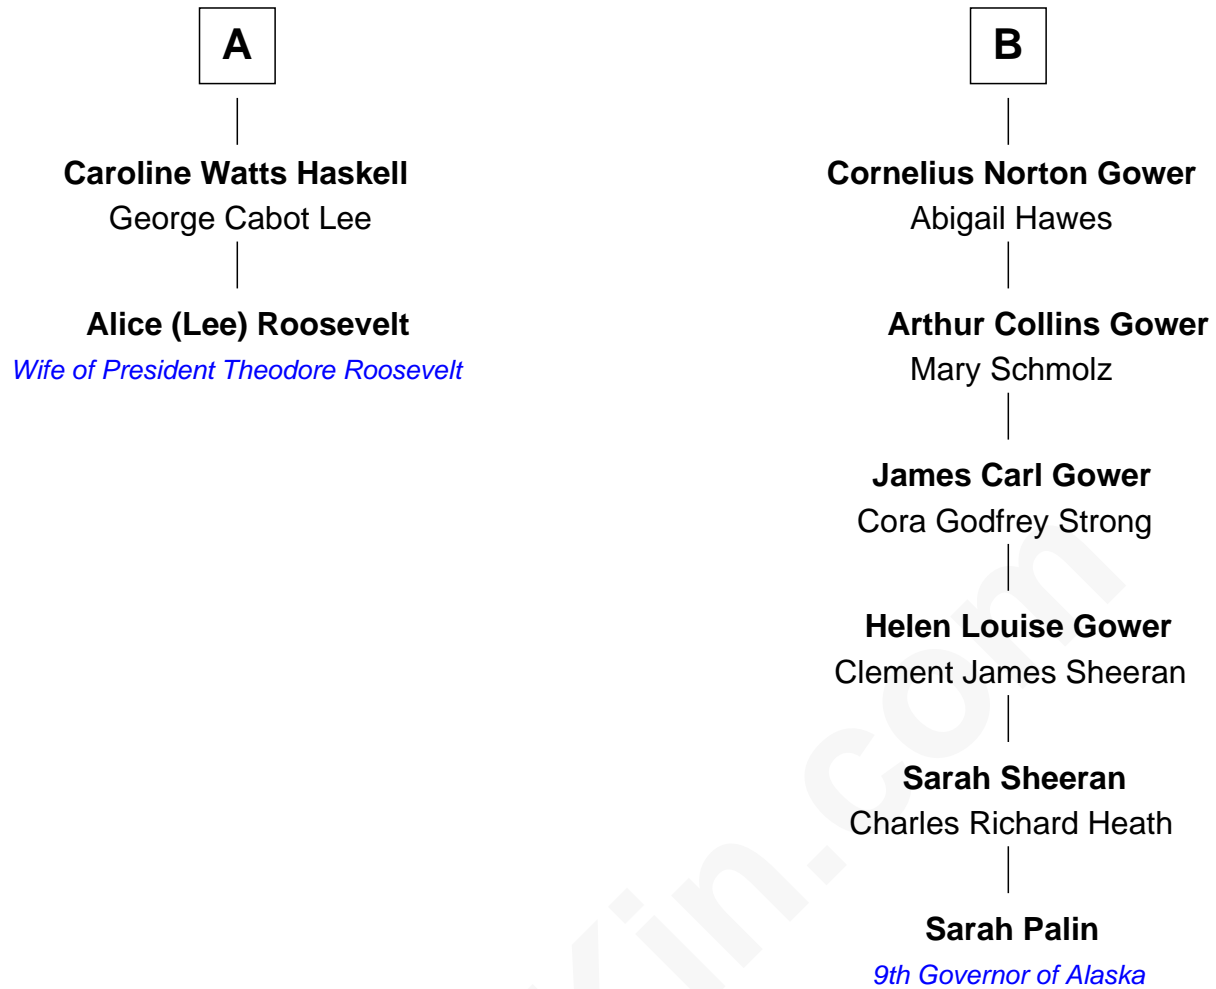 A
Caroline Watts Haskell
George Cabot Lee
Alice (Lee) Roosevelt
Wife of President Theodore Roosevelt
B
Cornelius Norton Gower
Abigail Hawes
Arthur Collins Gower
Mary Schmolz
James Carl Gower
Cora Godfrey Strong
Helen Louise Gower
Clement James Sheeran
Sarah Sheeran
Charles Richard Heath
Sarah Palin
9th Governor of Alaska
Kin.com